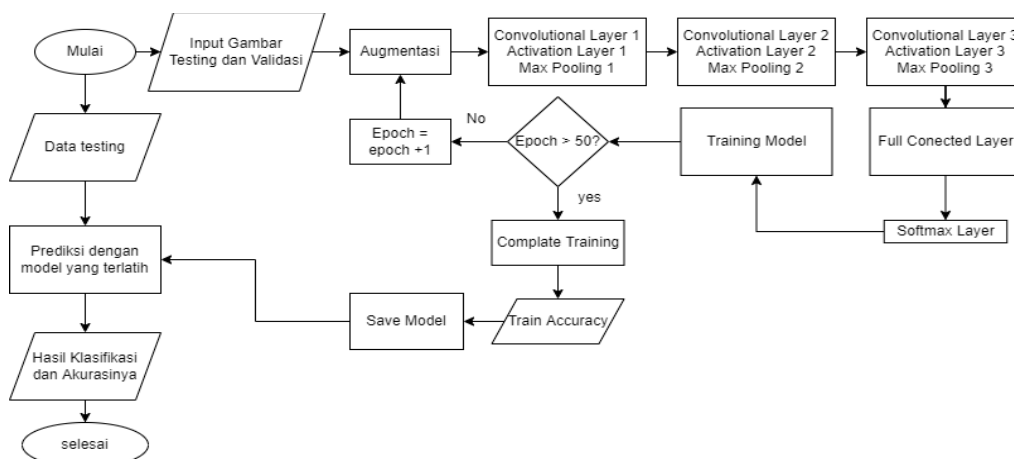 Mulai
Input Gambar
Testing dan Validasi
Augmentasi
Convolutional Layer 1
Activation Layer 1
Max Pooling 1
Convolutional Layer 2
Activation Layer 2
Max Pooling 2
Convolutional Layer 3
Activation Layer 3
Max Pooling 3
Data testing
Epoch =
epoch +1
No
Epoch > 50?
Training Model
Full Conected Layer
yes
Softmax Layer
Complate Training
Prediksi dengan
model yang terlatih
Save Model
Train Accuracy
Hasil Klasifikasi
dan Akurasinya
selesai